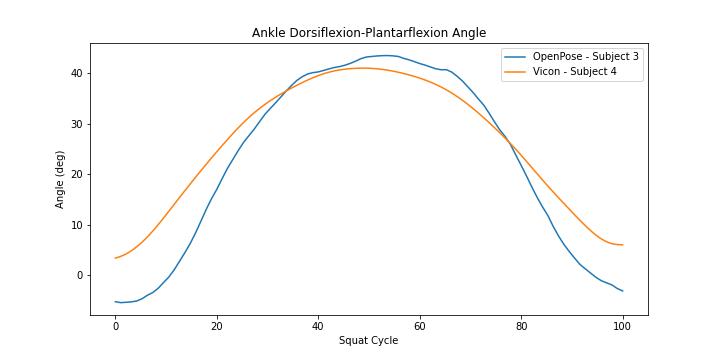 Ankle Dorsiflexion-Plantarflexion Angle
OpenPose - Subject 3
Vicon - Subject 4
Angle (deg)
40
30
20
10
0
0 20 40 60 80 100
Squat Cycle